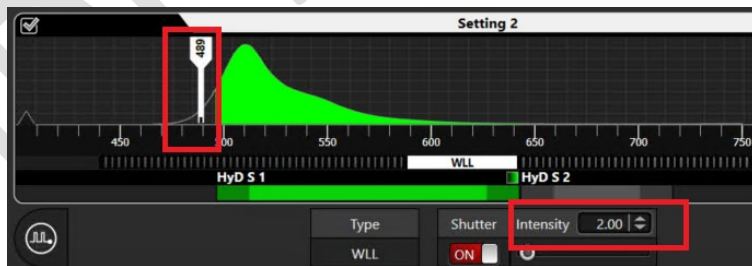 Setting 2
489
450 500 550 600 650 700 750
WLL
HyD S 1 HyD S 2
Type Shutter Intensity 2.00
WLL ON